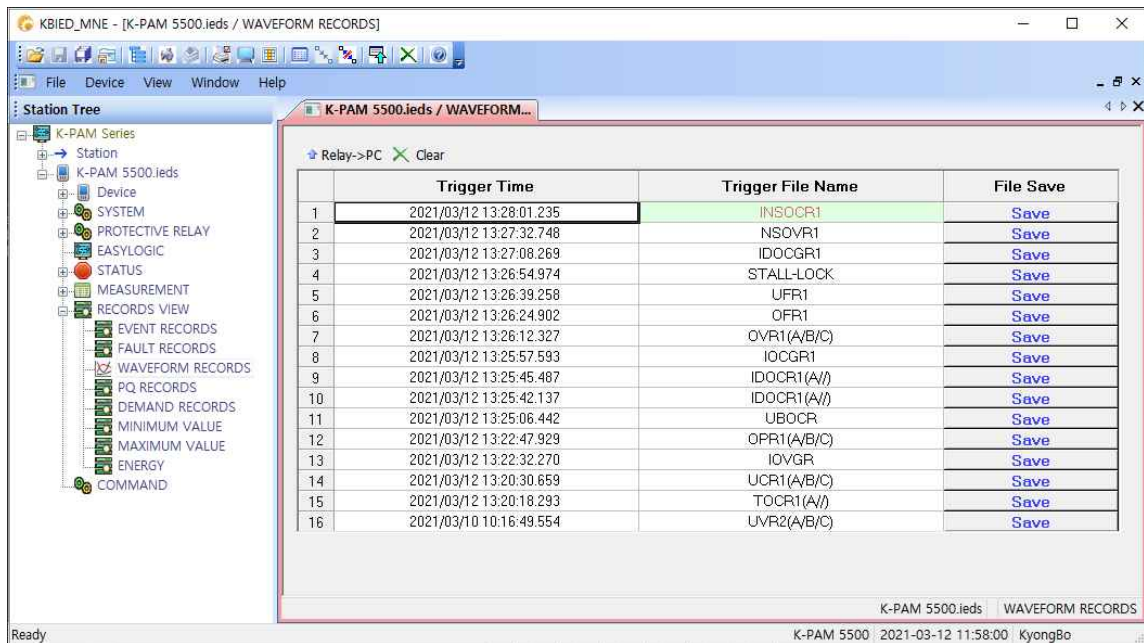 KBIED_MNE - [K-PAM 5500.ieds / WAVEFORM RECORDS]
File Device View Window Help
Station Tree
K-PAM Series
Station
K-PAM 5500.ieds
Device
SYSTEM
PROTECTIVE RELAY
EASYLOGIC
STATUS
MEASUREMENT
RECORDS VIEW
EVENT RECORDS
FAULT RECORDS
WAVEFORM RECORDS
PQ RECORDS
DEMAND RECORDS
MINIMUM VALUE
MAXIMUM VALUE
ENERGY
COMMAND
K-PAM 5500.ieds / WAVEFORM...
Relay->PC Clear
Trigger Time Trigger File Name File Save
1 2021/03/12 13:28:01.235 INSOCR1 Save
2 2021/03/12 13:27:32.748 NSOVR1 Save
3 2021/03/12 13:27:08.269 IDOCGR1 Save
4 2021/03/12 13:26:54.974 STALL-LOCK Save
5 2021/03/12 13:26:39.258 UFR1 Save
6 2021/03/12 13:26:24.902 OFR1 Save
7 2021/03/12 13:26:12.327 OVR1(A/B/C) Save
8 2021/03/12 13:25:57.593 IOCGR1 Save
9 2021/03/12 13:25:45.487 IDOCR1(A//) Save
10 2021/03/12 13:25:42.137 IDOCR1(A//) Save
11 2021/03/12 13:25:06.442 UBOCR Save
12 2021/03/12 13:22:47.929 OPR1(A/B/C) Save
13 2021/03/12 13:22:32.270 IOVGR Save
14 2021/03/12 13:20:30.659 UCR1(A/B/C) Save
15 2021/03/12 13:20:18.293 TOCR1(A//) Save
16 2021/03/10 10:16:49.554 UVR2(A/B/C) Save
K-PAM 5500.ieds WAVEFORM RECORDS
Ready K-PAM 5500 2021-03-12 11:58:00 KyongBo